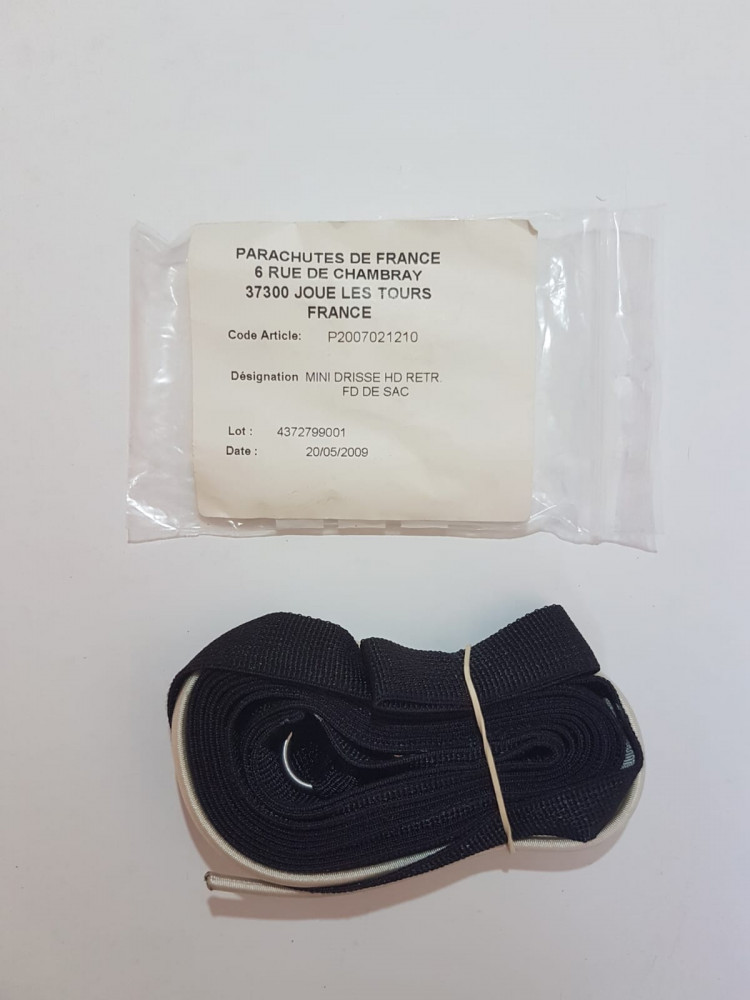 PARACHUTES DE FRANCE
6 RUE DE CHAMBRAY
37300 JOUE LES TOURS
FRANCE
Code Article: P2007021210
Désignation MINI DRISSE HD RETR.
FD DE SAC
Lot : 4372799001
Date : 20/05/2009